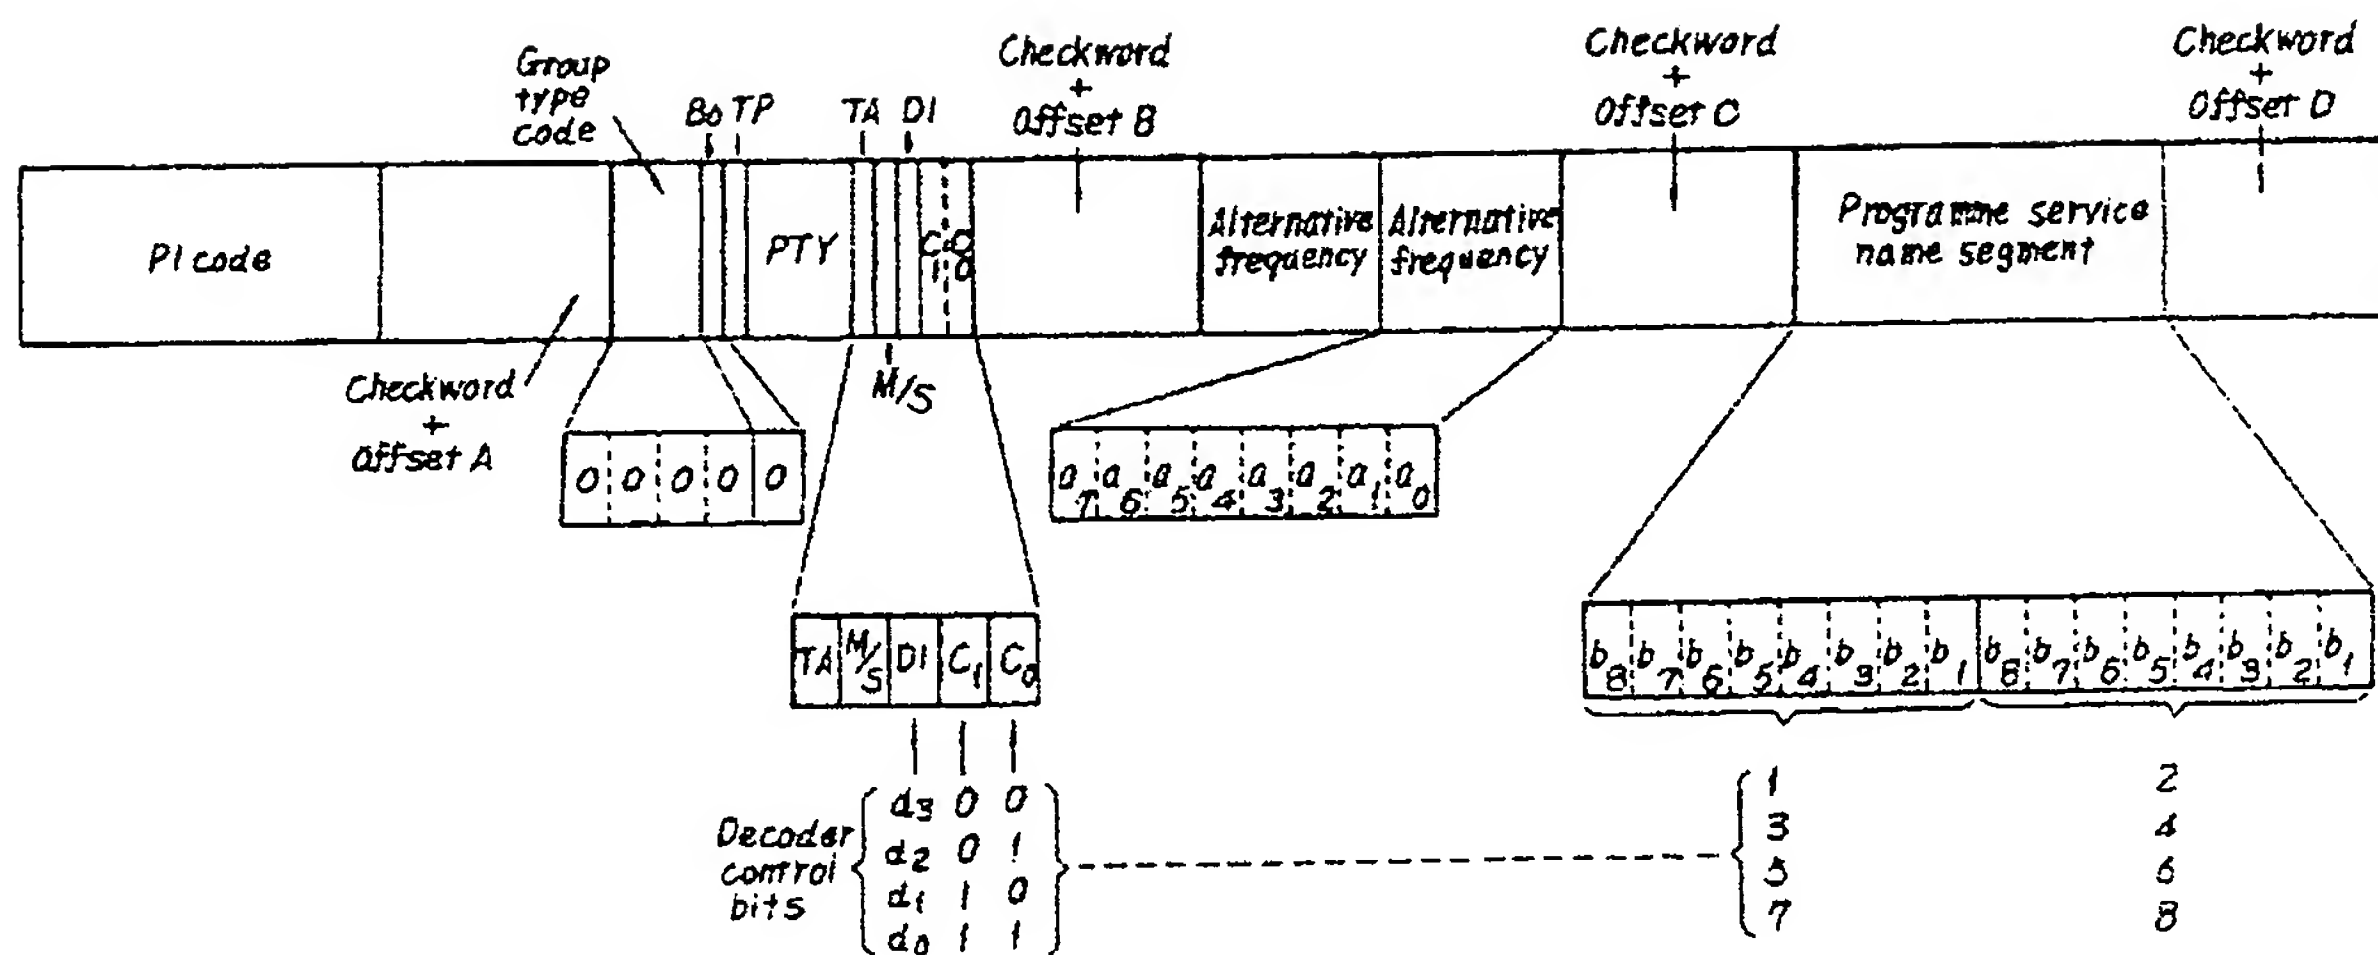 Group
type
code
Bo TP
TA DI
Checkword
+
Offset B
Checkword
+
Offset C
Checkword
+
Offset D
PI code
PTY
C1 C0
Alternative
frequency
Alternative
frequency
Programme service
name segment
M/S
Checkword
+
Offset A
0 0 0 0 0
a7 a6 a5 a4 a3 a2 a1 a0
TA M/S DI C1 C0
b8 b7 b6 b5 b4 b3 b2 b1 b8 b7 b6 b5 b4 b3 b2 b1
Decoder
control
bits
d3 0 0
d2 0 1
d1 1 0
d0 1 1
1 2
3 4
5 6
7 8